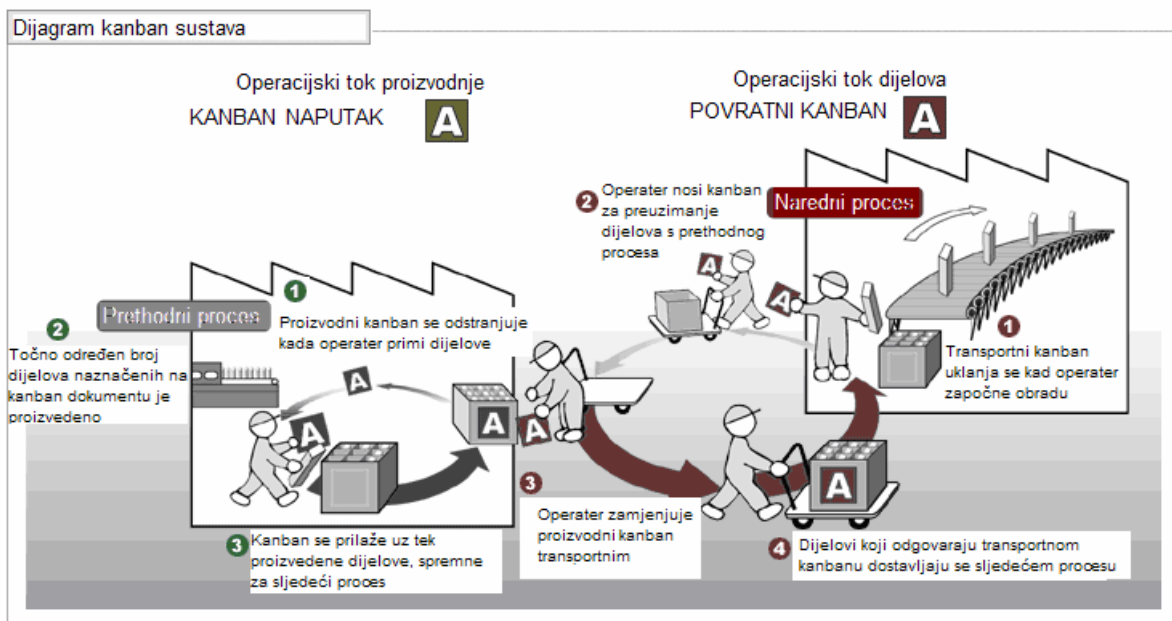 Dijagram kanban sustava
Operacijski tok proizvodnje
KANBAN NAPUTAK A
Operacijski tok dijelova
POVRATNI KANBAN A
2 Operater nosi kanban
za preuzimanje
dijelova s prethodnog
procesa
Naredni proces
A
A
1
Transportni kanban
uklanja se kad operater
započne obradu
Prethodni proces
1
Proizvodni kanban se odstranjuje
kada operater primi dijelove
2
Točno određen broj
dijelova naznačenih na
kanban dokumentu je
proizvedeno
A
A
A
A
3 Kanban se prilaže uz tek
proizvedene dijelove, spremne
za sljedeći proces
3
Operater zamjenjuje
proizvodni kanban
transportnim
A
4 Dijelovi koji odgovaraju transportnom
kanbanu dostavljaju se sljedećem procesu